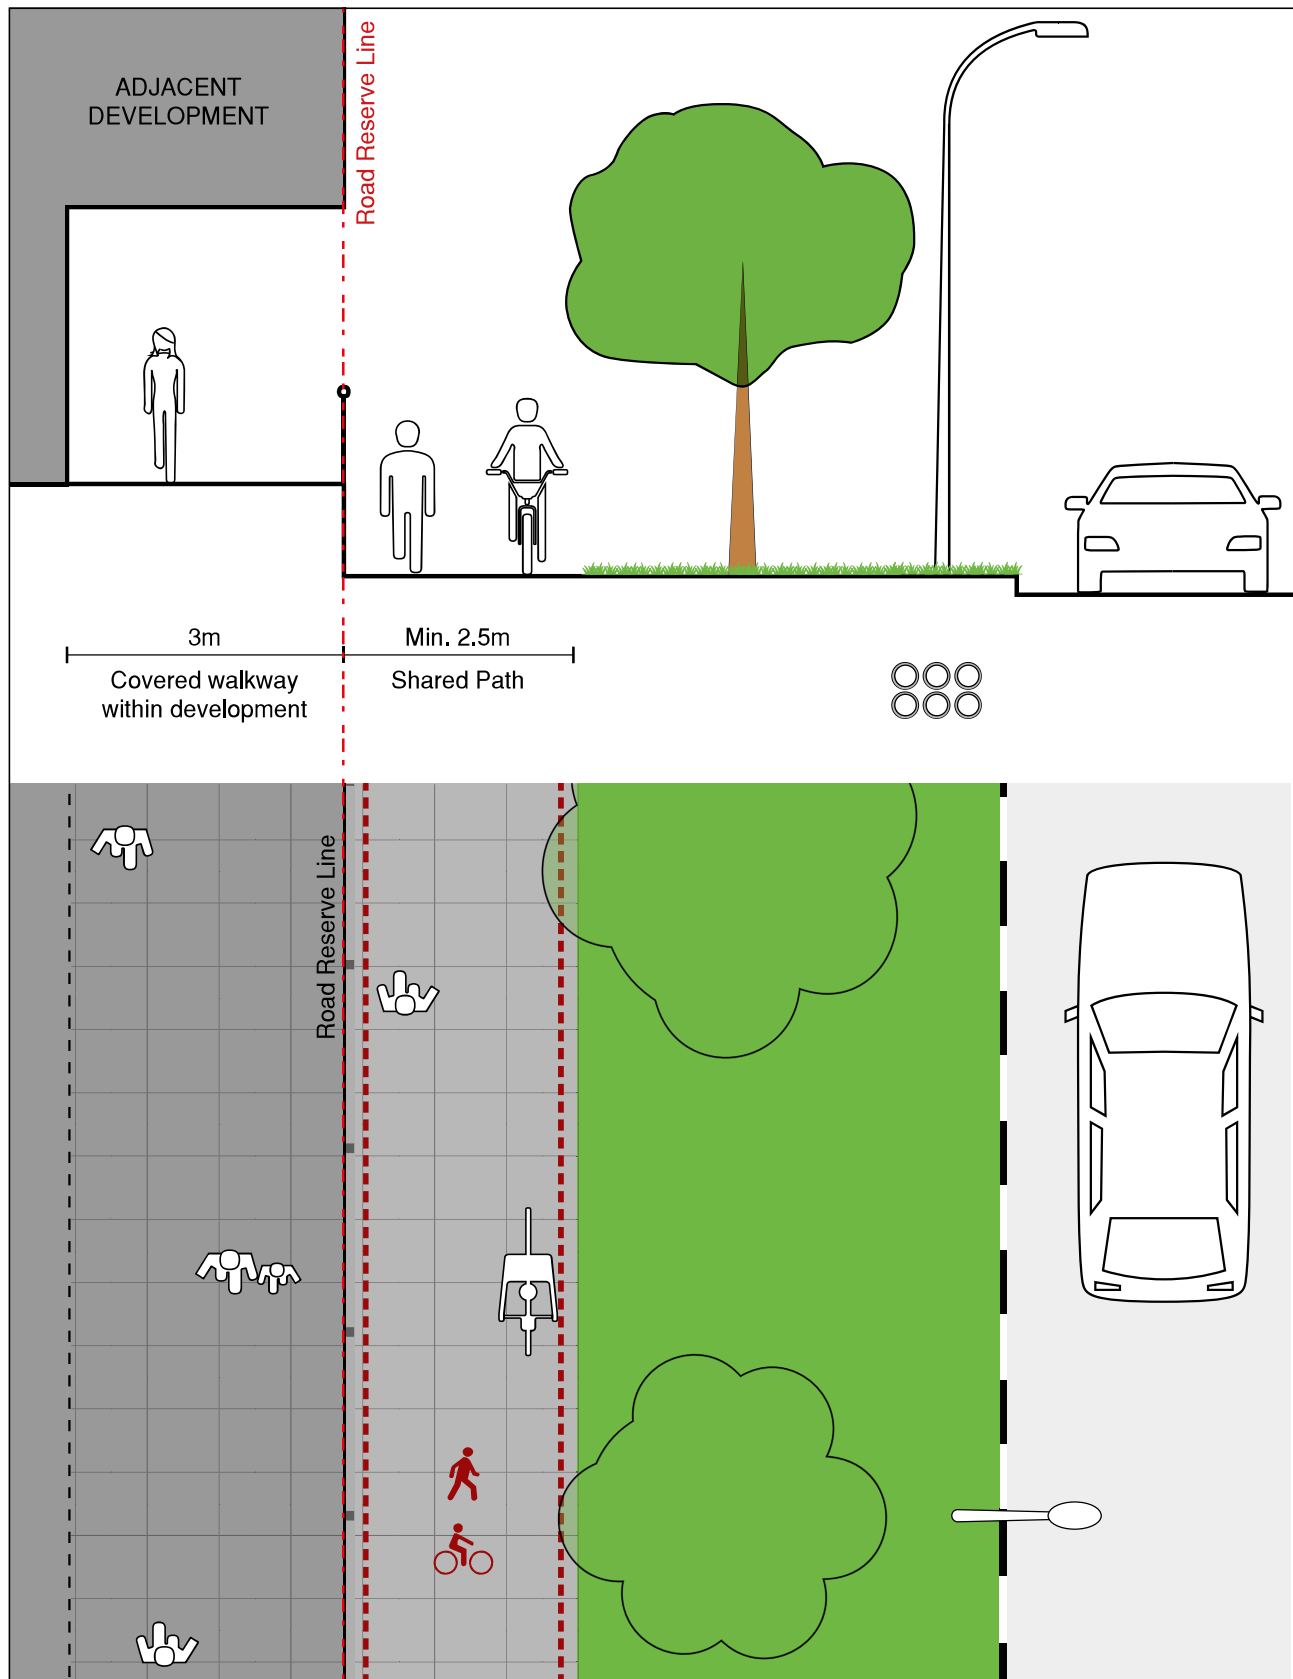 ADJACENT
DEVELOPMENT
Road Reserve Line
3m
Min. 2.5m
Covered walkway
within development
Shared Path
Road Reserve Line